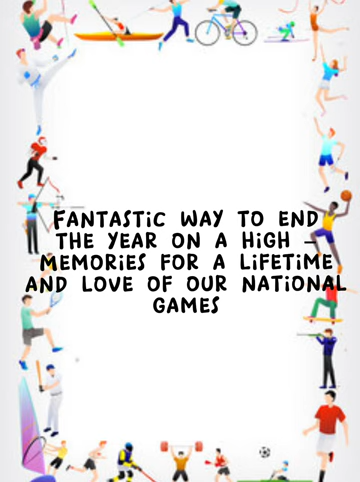 FANTASTIC WAY TO END
THE YEAR ON A HIGH –
MEMORIES FOR A LIFETIME
AND LOVE OF OUR NATIONAL
GAMES